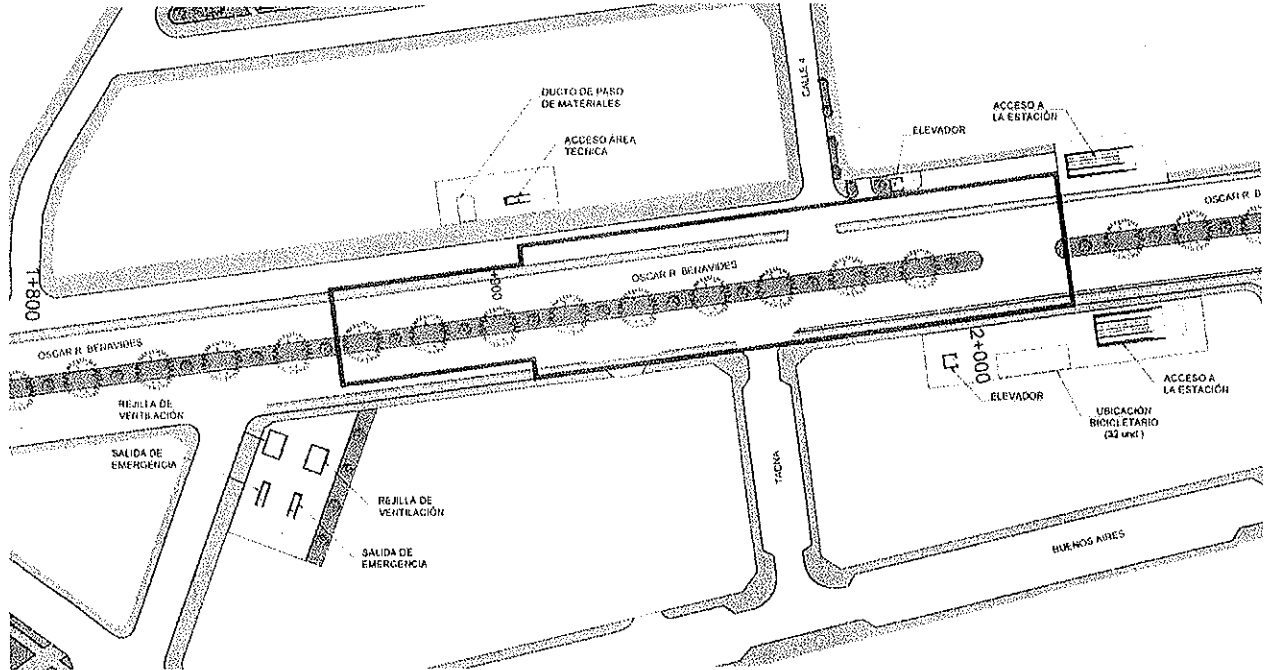 DUCTO DE PASO
DE MATERIALES
ACCESO ÁREA
TECNICA
CALLE 4
ELEVADOR
ACCESO A
LA ESTACIÓN
OSCAR R. B
1+800
+900
OSCAR R. BENAVIDES
OSCAR R. BENAVIDES
REJILLA DE
VENTILACIÓN
SALIDA DE
EMERGENCIA
REJILLA DE
VENTILACIÓN
SALIDA DE
EMERGENCIA
TACNA
2+000
ELEVADOR
UBICACIÓN
BICICLETARIO
(32 und.)
ACCESO A
LA ESTACIÓN
BUENOS AIRES